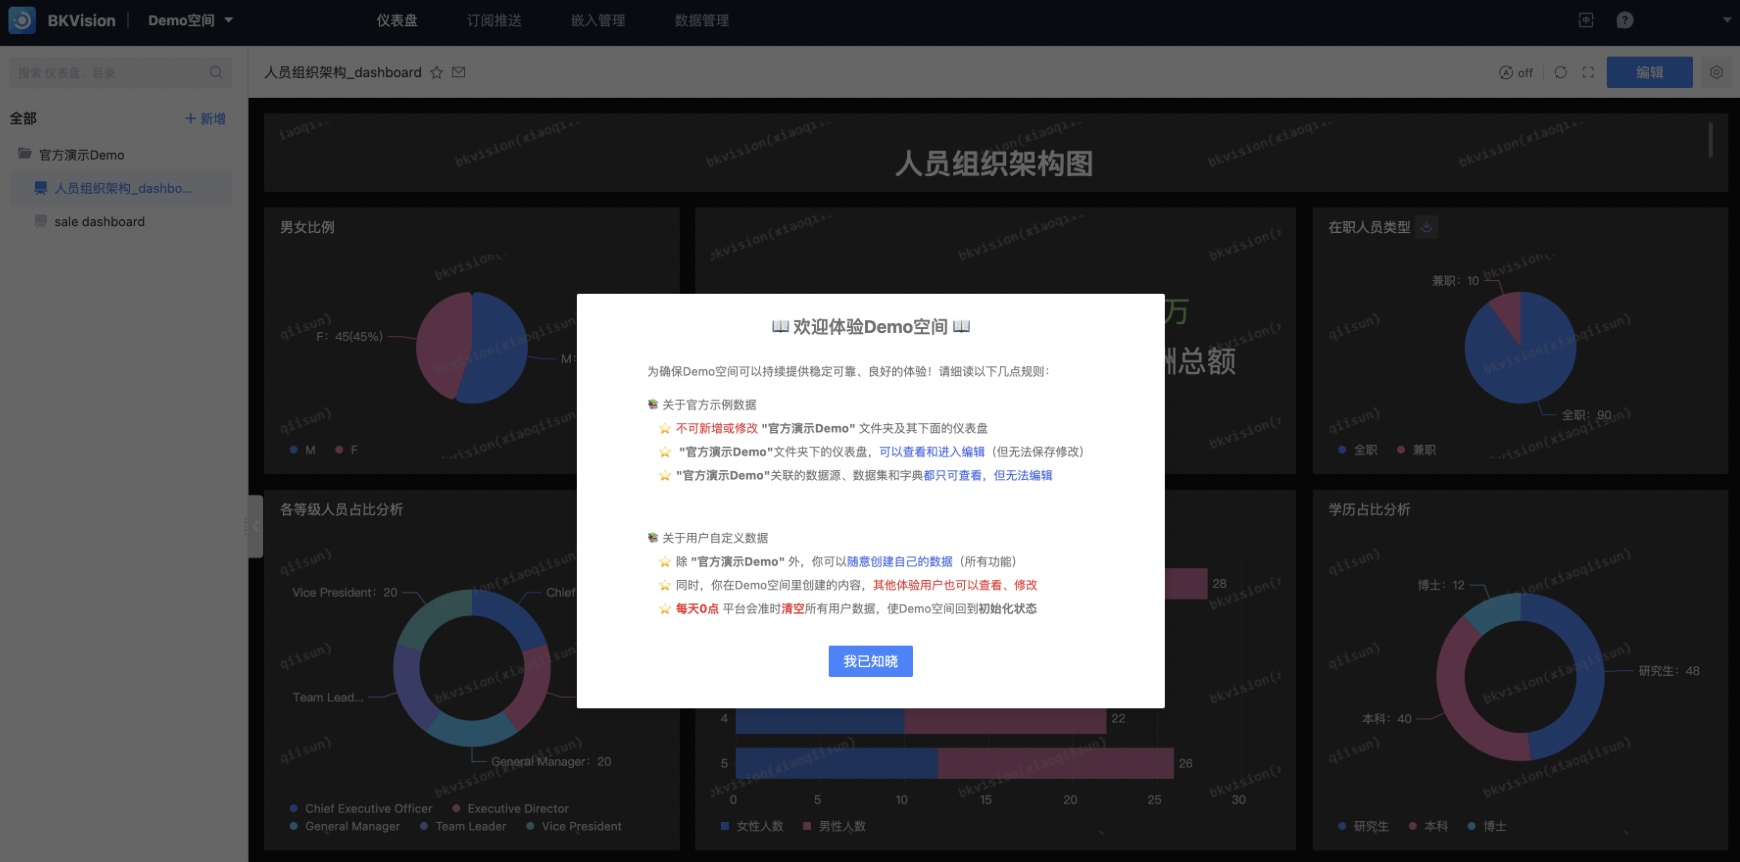 BKVision
Demo空间
仪表盘
订阅推送
嵌入管理
数据管理
搜索 仪表盘、目录
人员组织架构_dashboard
off
编辑
全部
新增
官方演示Demo
人员组织架构_dashbo...
sale dashboard
人员组织架构图
男女比例
F：45(45%)
M：
M
F
万
酬总额
在职人员类型
兼职：10
全职：90
全职
兼职
欢迎体验Demo空间
为确保Demo空间可以持续提供稳定可靠、良好的体验！请细读以下几点规则：
关于官方示例数据
不可新增或修改 "官方演示Demo" 文件夹及其下面的仪表盘
"官方演示Demo"文件夹下的仪表盘，可以查看和进入编辑（但无法保存修改）
"官方演示Demo"关联的数据源、数据集和字典都只可查看，但无法编辑
关于用户自定义数据
除 "官方演示Demo" 外，你可以随意创建自己的数据（所有功能）
同时，你在Demo空间里创建的内容，其他体验用户也可以查看、修改
每天0点 平台会准时清空所有用户数据，使Demo空间回到初始化状态
我已知晓
各等级人员占比分析
Vice President：20
Chief
Team Lead...
General Manager：20
Chief Executive Officer
Executive Director
General Manager
Team Leader
Vice President
28
4
22
5
26
0 5 10 15 20 25 30
女性人数
男性人数
学历占比分析
博士：12
研究生：48
本科：40
研究生
本科
博士
bkvision(xiaoqiisun)